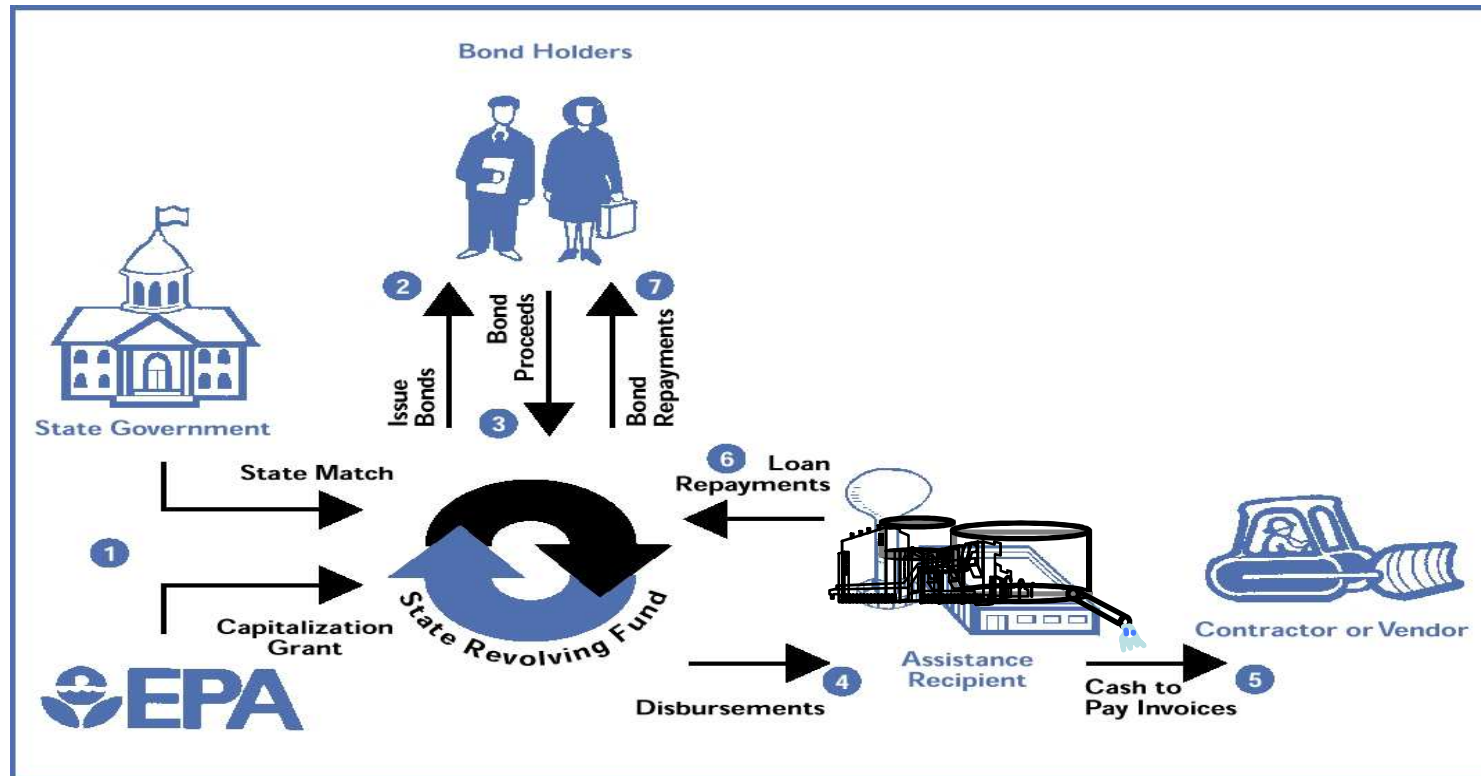 Bond Holders
2
7
Issue
Bonds
Bond
Proceeds
Bond
Repayments
3
State Government
State Match
6 Loan
Repayments
1
Capitalization
Grant
EPA
State Revolving Fund
Disbursements
4
Assistance
Recipient
Cash to
Pay Invoices
5
Contractor or Vendor